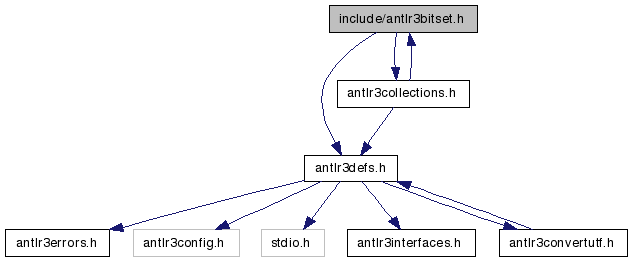 include/antlr3bitset.h
antlr3collections.h
antlr3defs.h
antlr3errors.h
antlr3config.h
stdio.h
antlr3interfaces.h
antlr3convertutf.h